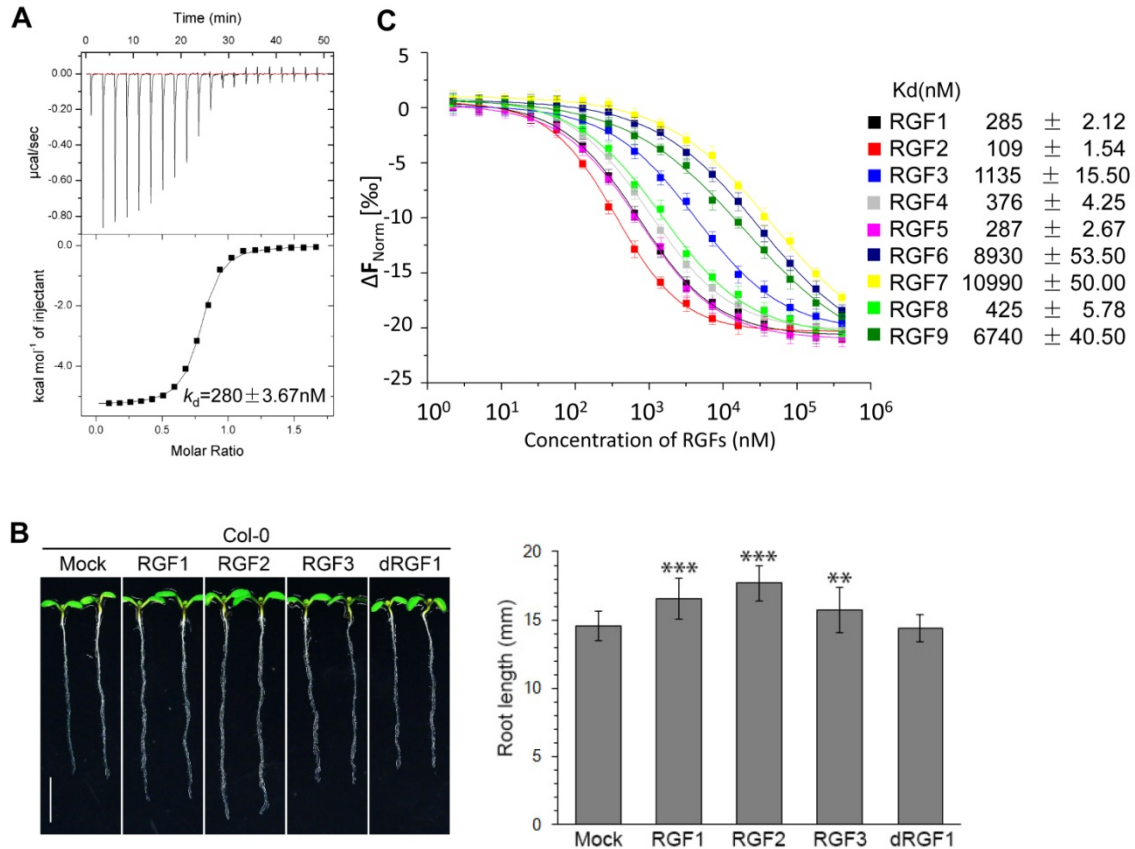 A
Time (min)
0 10 20 30 40 50
0.00
-0.20
-0.40
-0.60
-0.80
µcal/sec
0.0
-2.0
-4.0
kcal mol⁻¹ of injectant
k_d=280±3.67nM
0.0 0.5 1.0 1.5
Molar Ratio
C
5
0
-5
-10
-15
-20
-25
ΔF_Norm. [‰]
10⁰ 10¹ 10² 10³ 10⁴ 10⁵ 10⁶
Concentration of RGFs (nM)
Kd(nM)
RGF1 285 ± 2.12
RGF2 109 ± 1.54
RGF3 1135 ± 15.50
RGF4 376 ± 4.25
RGF5 287 ± 2.67
RGF6 8930 ± 53.50
RGF7 10990 ± 50.00
RGF8 425 ± 5.78
RGF9 6740 ± 40.50
B
Col-0
Mock RGF1 RGF2 RGF3 dRGF1
20
15
10
5
0
Root length (mm)
*** *** **
Mock RGF1 RGF2 RGF3 dRGF1